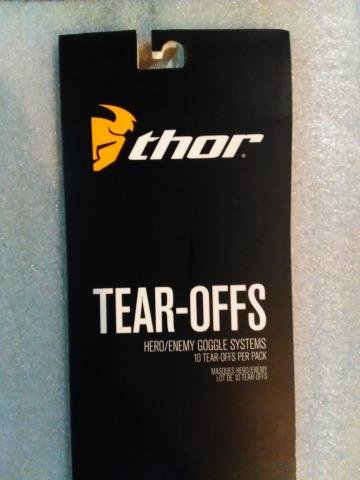 thor®
TEAR-OFFS
HERO/ENEMY GOGGLE SYSTEMS
10 TEAR-OFFS PER PACK
MASQUES HERO/ENEMY
LOT DE 10 TEAR-OFFS